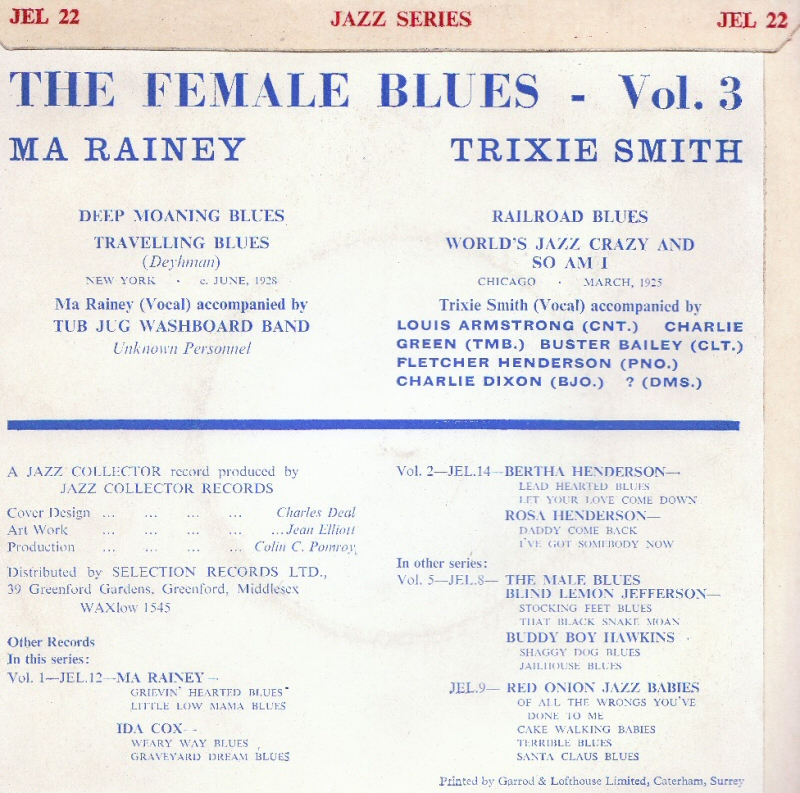 JEL 22 JAZZ SERIES JEL 22
THE FEMALE BLUES - Vol. 3
MA RAINEY
DEEP MOANING BLUES
TRAVELLING BLUES
(Deyhman)
NEW YORK · c. JUNE, 1928
Ma Rainey (Vocal) accompanied by
TUB JUG WASHBOARD BAND
Unknown Personnel
TRIXIE SMITH
RAILROAD BLUES
WORLD'S JAZZ CRAZY AND
SO AM I
CHICAGO · MARCH, 1925
Trixie Smith (Vocal) accompanied by
LOUIS ARMSTRONG (CNT.) CHARLIE
GREEN (TMB.) BUSTER BAILEY (CLT.)
FLETCHER HENDERSON (PNO.)
CHARLIE DIXON (BJO.) ? (DMS.)
A JAZZ COLLECTOR record produced by
JAZZ COLLECTOR RECORDS
Cover Design ... ... ... Charles Deal
Art Work ... ... ... ...Jean Elliott
Production ... ... ... ... Colin C. Pomroy
Distributed by SELECTION RECORDS LTD.,
39 Greenford Gardens, Greenford, Middlesex
WAXlow 1545
Other Records
In this series:
Vol. 1—JEL.12—MA RAINEY—
GRIEVIN' HEARTED BLUES
LITTLE LOW MAMA BLUES
IDA COX—
WEARY WAY BLUES
GRAVEYARD DREAM BLUES
Vol. 2—JEL.14—BERTHA HENDERSON—
LEAD HEARTED BLUES
LET YOUR LOVE COME DOWN
ROSA HENDERSON—
DADDY COME BACK
I'VE GOT SOMEBODY NOW
In other series:
Vol. 5—JEL.8— THE MALE BLUES
BLIND LEMON JEFFERSON—
STOCKING FEET BLUES
THAT BLACK SNAKE MOAN
BUDDY BOY HAWKINS -
SHAGGY DOG BLUES
JAILHOUSE BLUES
JEL.9— RED ONION JAZZ BABIES
OF ALL THE WRONGS YOU'VE
DONE TO ME
CAKE WALKING BABIES
TERRIBLE BLUES
SANTA CLAUS BLUES
Printed by Garrod & Lofthouse Limited, Caterham, Surrey